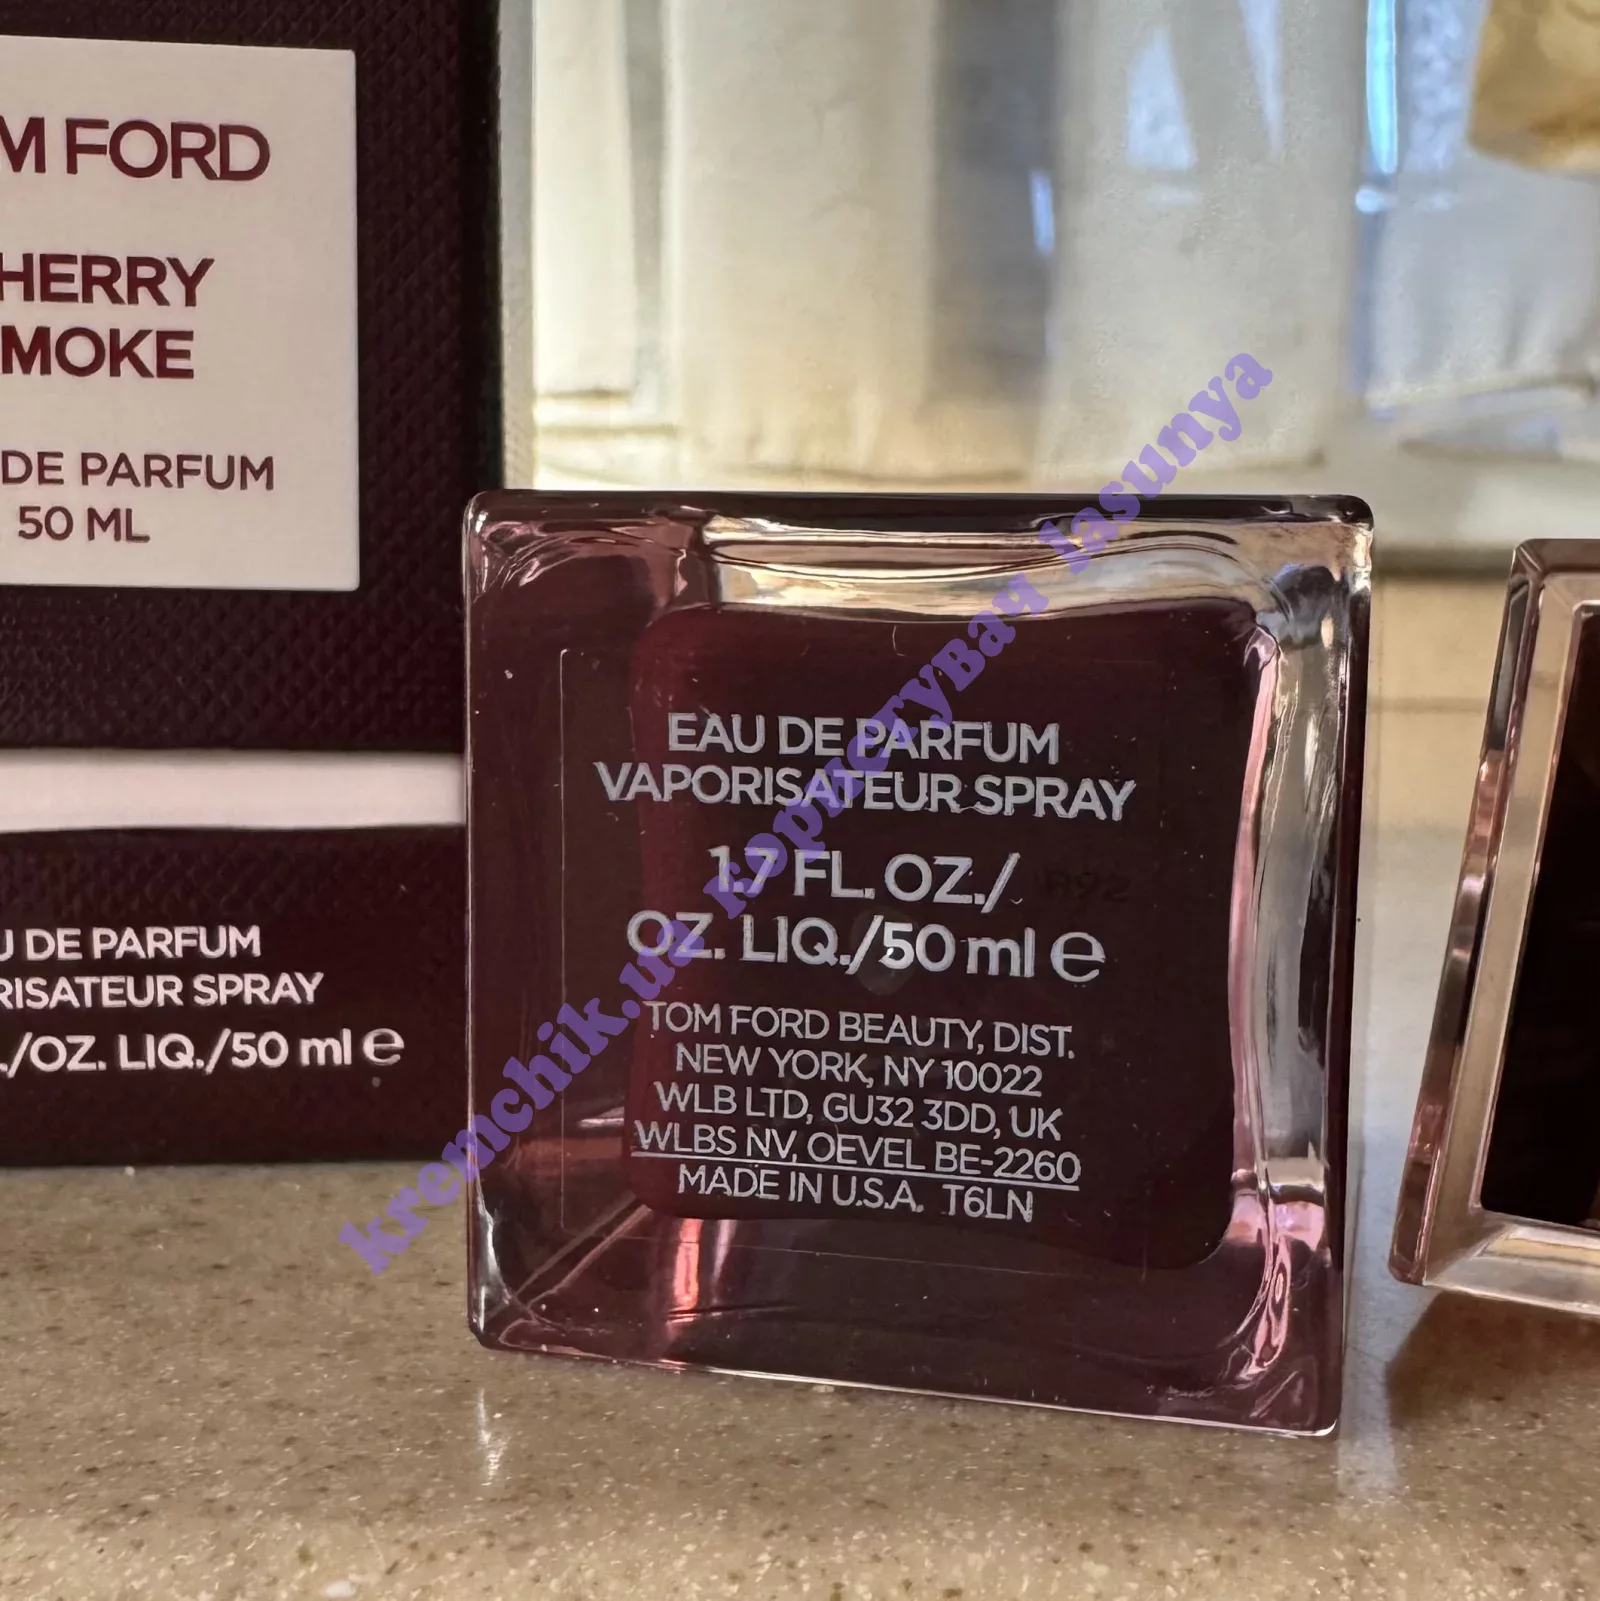 M FORD
HERRY
MOKE
DE PARFUM
50 ML
U DE PARFUM
RISATEUR SPRAY
./OZ. LIQ./50 ml ℮
EAU DE PARFUM
VAPORISATEUR SPRAY
1.7 FL. OZ./
OZ. LIQ./50 ml ℮
TOM FORD BEAUTY, DIST.
NEW YORK, NY 10022
WLB LTD, GU32 3DD, UK
WLBS NV, OEVEL BE-2260
MADE IN U.S.A. T6LN
R92
kremchik.ua користувач lasunya